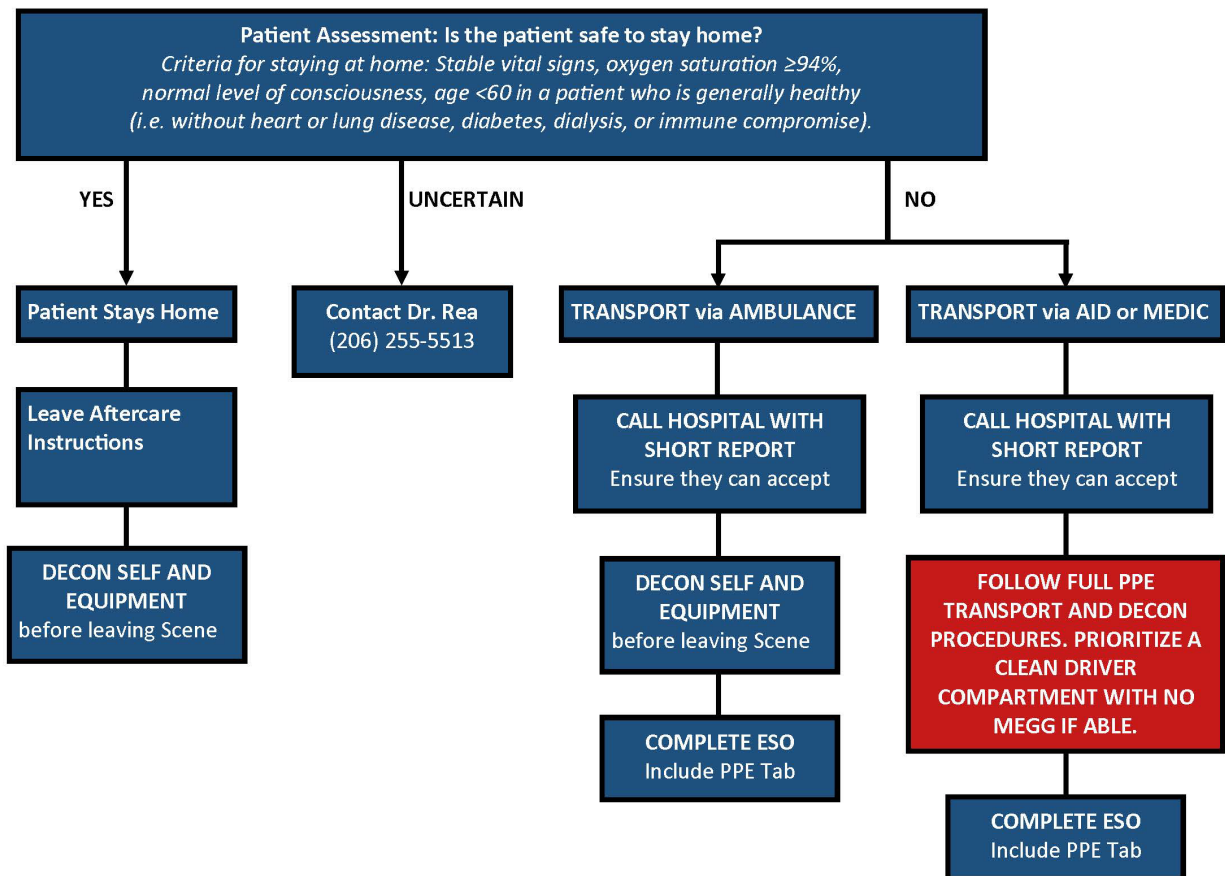 Patient Assessment: Is the patient safe to stay home?
Criteria for staying at home: Stable vital signs, oxygen saturation ≥94%,
normal level of consciousness, age <60 in a patient who is generally healthy
(i.e. without heart or lung disease, diabetes, dialysis, or immune compromise).
YES
UNCERTAIN
NO
Patient Stays Home
Contact Dr. Rea
(206) 255-5513
TRANSPORT via AMBULANCE
TRANSPORT via AID or MEDIC
Leave Aftercare
Instructions
CALL HOSPITAL WITH
SHORT REPORT
Ensure they can accept
CALL HOSPITAL WITH
SHORT REPORT
Ensure they can accept
DECON SELF AND
EQUIPMENT
before leaving Scene
DECON SELF AND
EQUIPMENT
before leaving Scene
FOLLOW FULL PPE
TRANSPORT AND DECON
PROCEDURES. PRIORITIZE A
CLEAN DRIVER
COMPARTMENT WITH NO
MEGG IF ABLE.
COMPLETE ESO
Include PPE Tab
COMPLETE ESO
Include PPE Tab